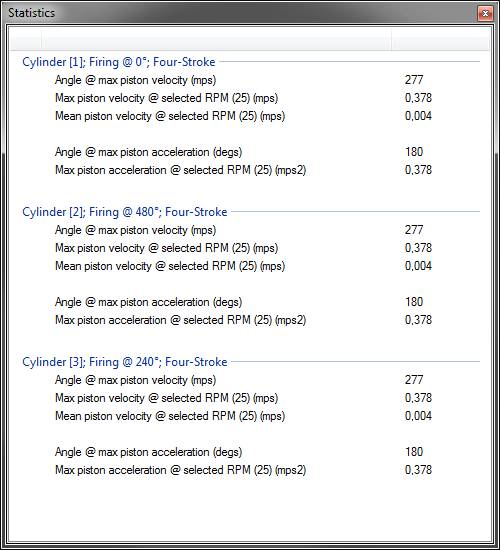 Statistics
Cylinder [1]; Firing @ 0°; Four-Stroke
Angle @ max piston velocity (mps) 277
Max piston velocity @ selected RPM (25) (mps) 0,378
Mean piston velocity @ selected RPM (25) (mps) 0,004
Angle @ max piston acceleration (degs) 180
Max piston acceleration @ selected RPM (25) (mps2) 0,378
Cylinder [2]; Firing @ 480°; Four-Stroke
Angle @ max piston velocity (mps) 277
Max piston velocity @ selected RPM (25) (mps) 0,378
Mean piston velocity @ selected RPM (25) (mps) 0,004
Angle @ max piston acceleration (degs) 180
Max piston acceleration @ selected RPM (25) (mps2) 0,378
Cylinder [3]; Firing @ 240°; Four-Stroke
Angle @ max piston velocity (mps) 277
Max piston velocity @ selected RPM (25) (mps) 0,378
Mean piston velocity @ selected RPM (25) (mps) 0,004
Angle @ max piston acceleration (degs) 180
Max piston acceleration @ selected RPM (25) (mps2) 0,378